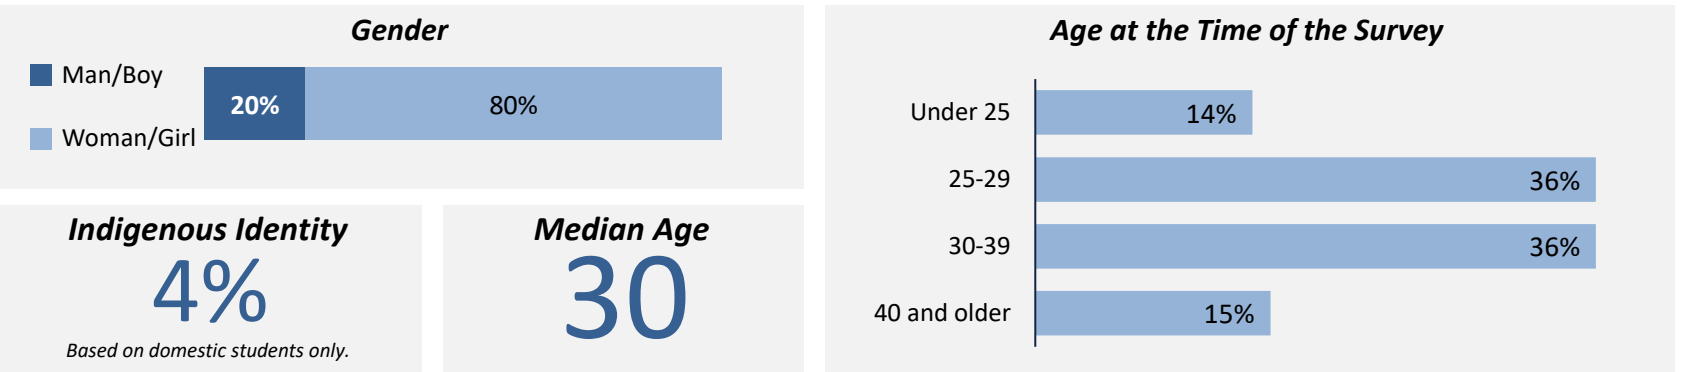 Gender
Man/Boy
Woman/Girl
20%
80%
Indigenous Identity
4%
Based on domestic students only.
Median Age
30
Age at the Time of the Survey
Under 25
14%
25-29
36%
30-39
36%
40 and older
15%